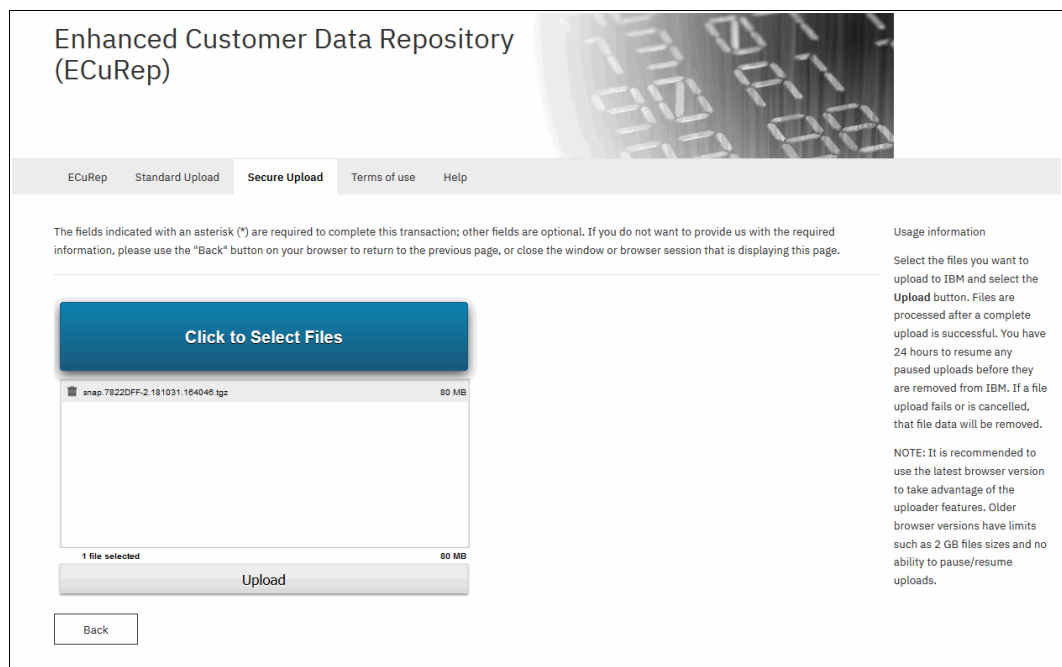 Enhanced Customer Data Repository
(ECuRep)
ECuRep Standard Upload Secure Upload Terms of use Help
The fields indicated with an asterisk (*) are required to complete this transaction; other fields are optional. If you do not want to provide us with the required
information, please use the "Back" button on your browser to return to the previous page, or close the window or browser session that is displaying this page.
Click to Select Files
snap.7822DFF-2.181031.164046.tgz 80 MB
1 file selected 80 MB
Upload
Back
Usage information
Select the files you want to
upload to IBM and select the
Upload button. Files are
processed after a complete
upload is successful. You have
24 hours to resume any
paused uploads before they
are removed from IBM. If a file
upload fails or is cancelled,
that file data will be removed.
NOTE: It is recommended to
use the latest browser version
to take advantage of the
uploader features. Older
browser versions have limits
such as 2 GB files sizes and no
ability to pause/resume
uploads.